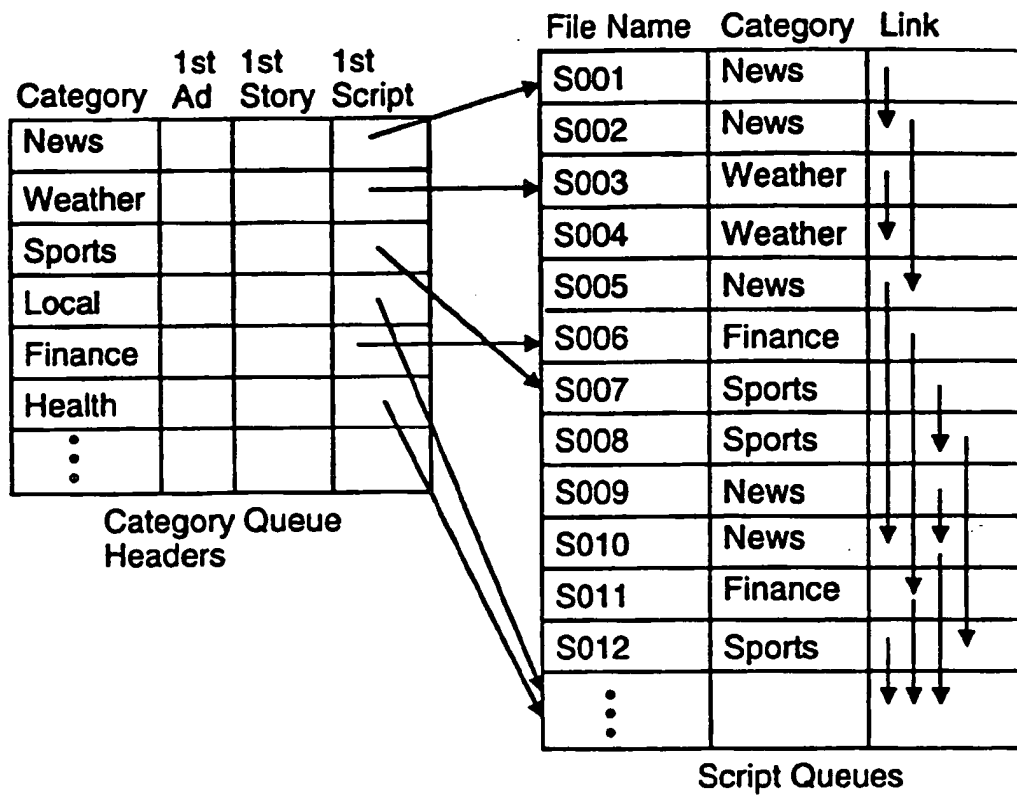 Category 1st Ad 1st Story 1st Script
News
Weather
Sports
Local
Finance
Health
Category Queue
Headers
File Name Category Link
S001 News
S002 News
S003 Weather
S004 Weather
S005 News
S006 Finance
S007 Sports
S008 Sports
S009 News
S010 News
S011 Finance
S012 Sports
Script Queues